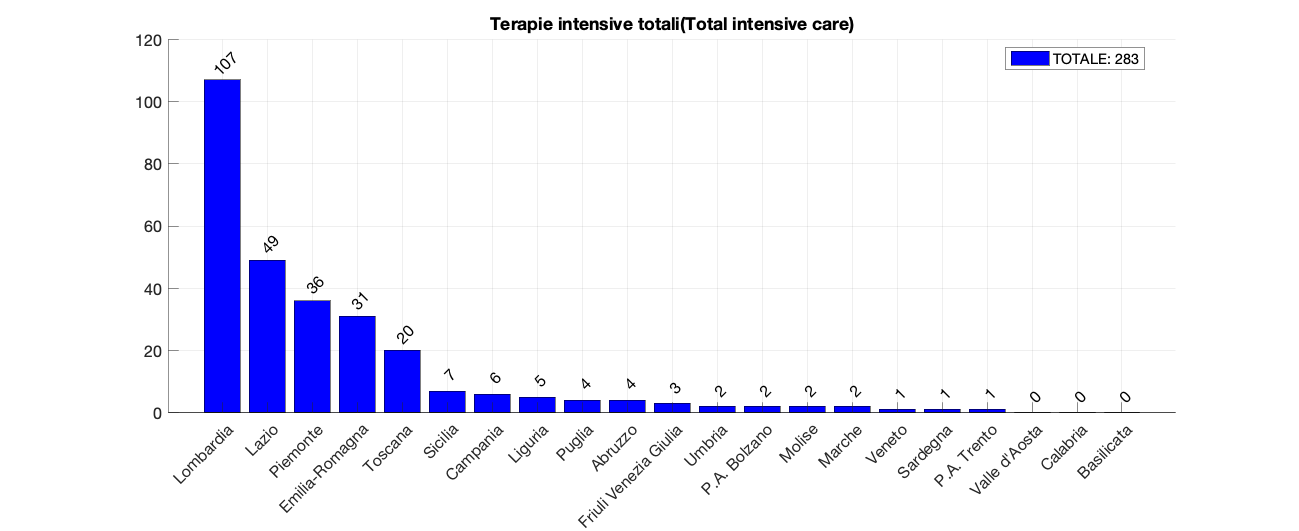 Terapie intensive totali(Total intensive care)
TOTALE: 283
120
100
80
60
40
20
0
107
49
36
31
20
7
6
5
4
4
3
2
2
2
2
1
1
1
0
0
0
Lombardia
Lazio
Piemonte
Emilia-Romagna
Toscana
Sicilia
Campania
Liguria
Puglia
Abruzzo
Friuli Venezia Giulia
Umbria
P.A. Bolzano
Molise
Marche
Veneto
Sardegna
P.A. Trento
Valle d'Aosta
Calabria
Basilicata